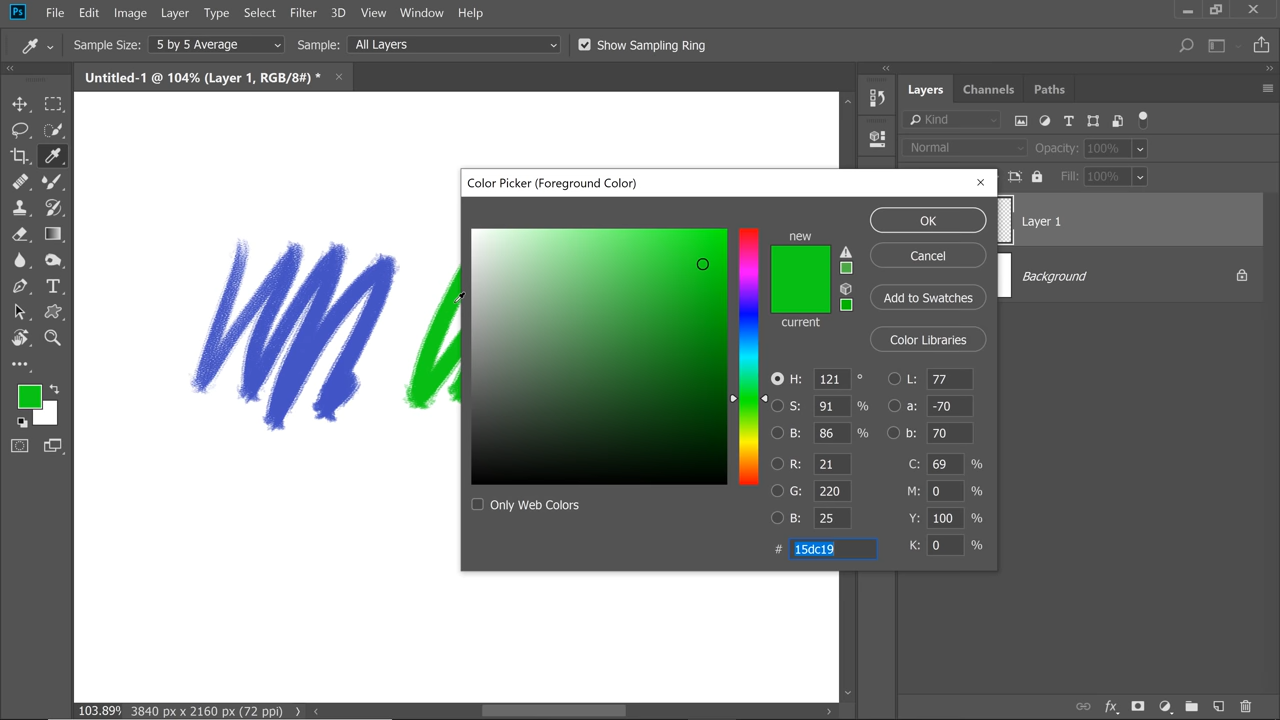 Ps File Edit Image Layer Type Select Filter 3D View Window Help
Sample Size: 5 by 5 Average Sample: All Layers Show Sampling Ring
Untitled-1 @ 104% (Layer 1, RGB/8#) *
Layers Channels Paths
Kind
Normal Opacity: 100%
Fill: 100%
Color Picker (Foreground Color)
new
current
OK
Cancel
Add to Swatches
Color Libraries
Layer 1
Background
H: 121 ° L: 77
S: 91 % a: -70
B: 86 % b: 70
R: 21 C: 69 %
G: 220 M: 0 %
B: 25 Y: 100 %
# 15dc19 K: 0 %
Only Web Colors
103.89% 3840 px x 2160 px (72 ppi)